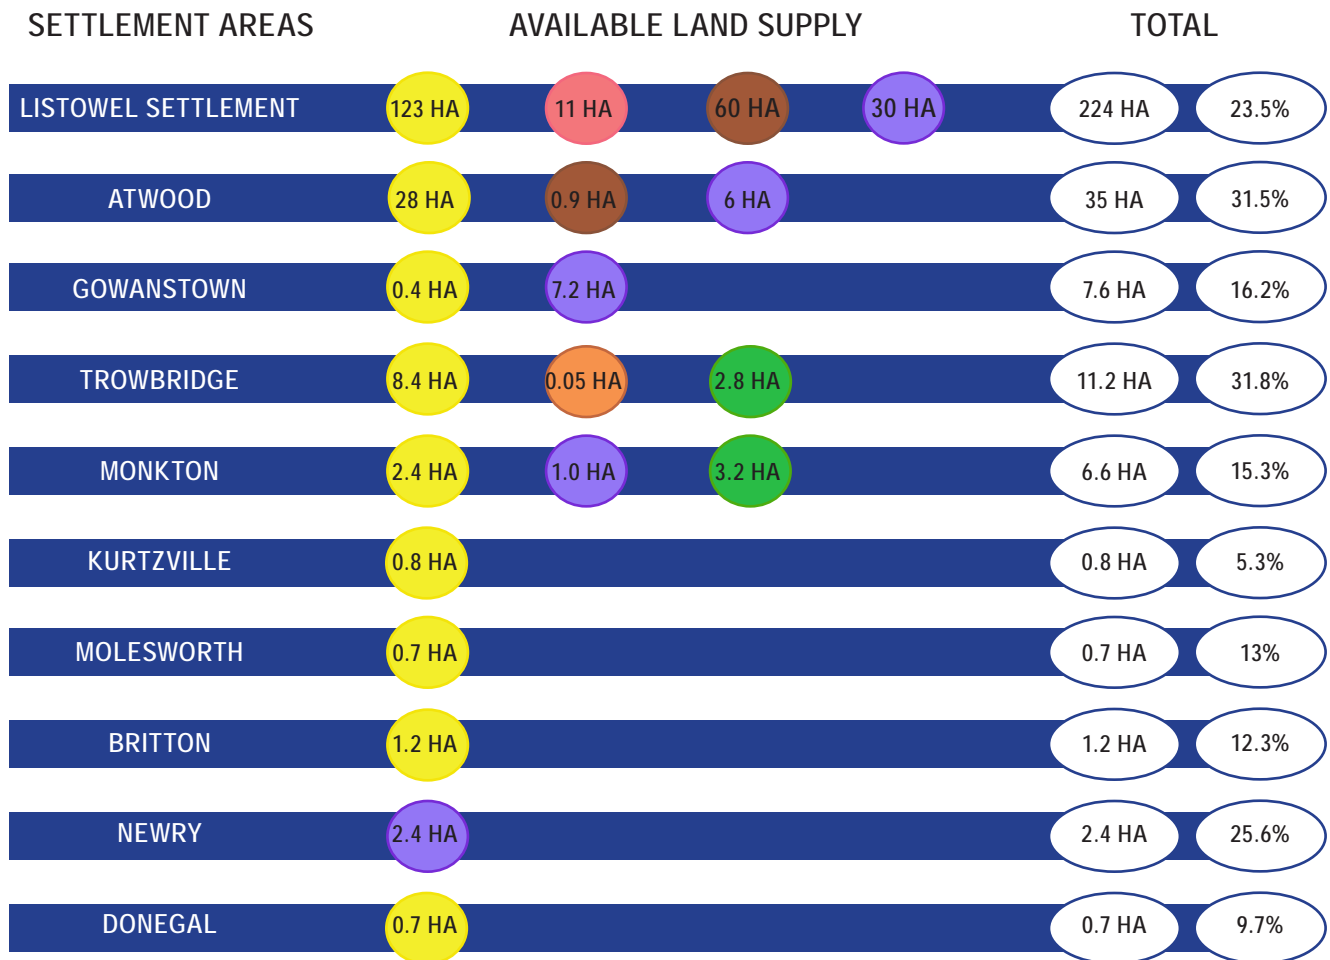 SETTLEMENT AREAS AVAILABLE LAND SUPPLY TOTAL
LISTOWEL SETTLEMENT 123 HA 11 HA 60 HA 30 HA 224 HA 23.5%
ATWOOD 28 HA 0.9 HA 6 HA 35 HA 31.5%
GOWANSTOWN 0.4 HA 7.2 HA 7.6 HA 16.2%
TROWBRIDGE 8.4 HA 0.05 HA 2.8 HA 11.2 HA 31.8%
MONKTON 2.4 HA 1.0 HA 3.2 HA 6.6 HA 15.3%
KURTZVILLE 0.8 HA 0.8 HA 5.3%
MOLESWORTH 0.7 HA 0.7 HA 13%
BRITTON 1.2 HA 1.2 HA 12.3%
NEWRY 2.4 HA 2.4 HA 25.6%
DONEGAL 0.7 HA 0.7 HA 9.7%